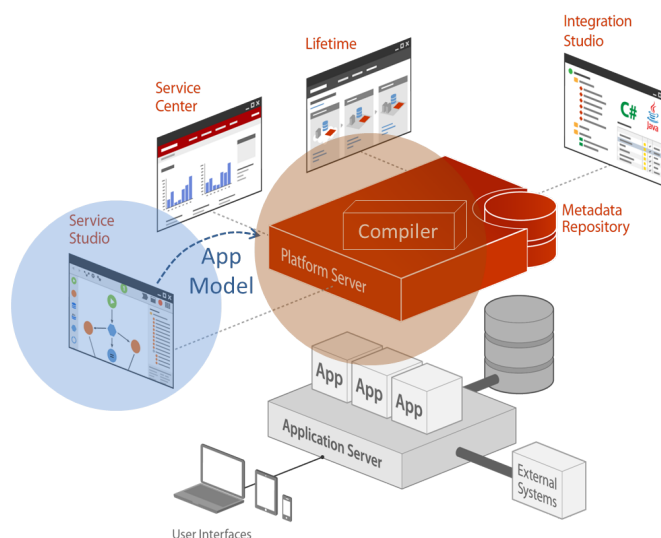 Integration
Studio
Lifetime
Service
Center
C#
Java
Service
Studio
App
Model
Compiler
Platform Server
Metadata
Repository
App
App
App
Application Server
External
Systems
User Interfaces